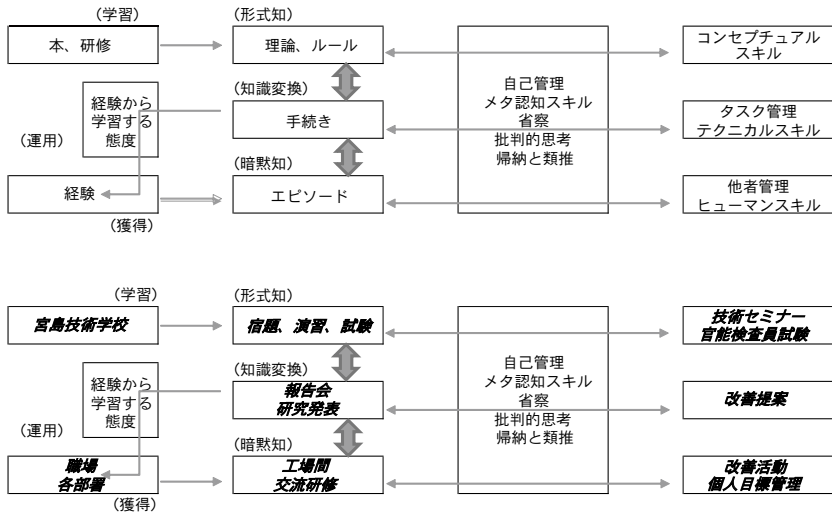 （学習）
（形式知）
本、研修
理論、ルール
コンセプチュアル
スキル
（知識変換）
経験から
学習する
態度
手続き
自己管理
メタ認知スキル
省察
批判的思考
帰納と類推
タスク管理
テクニカルスキル
（運用）
（暗黙知）
経験
エピソード
他者管理
ヒューマンスキル
（獲得）
（学習）
（形式知）
宮島技術学校
宿題、演習、試験
技術セミナー
官能検査員試験
（知識変換）
経験から
学習する
態度
報告会
研究発表
自己管理
メタ認知スキル
省察
批判的思考
帰納と類推
改善提案
（運用）
（暗黙知）
職場
各部署
工場間
交流研修
改善活動
個人目標管理
（獲得）